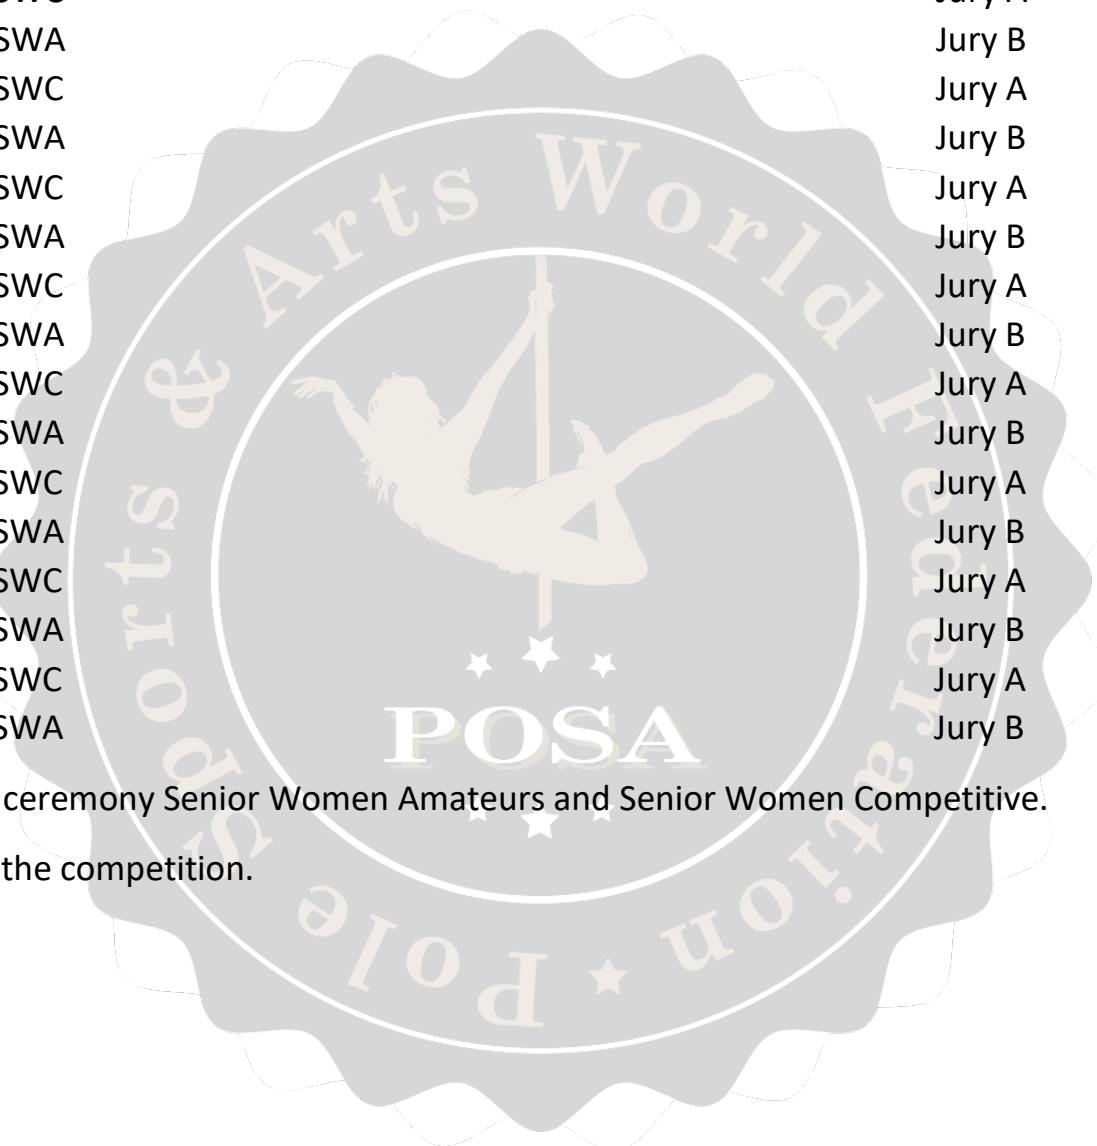 SWC Jury A
SWA Jury B
SWC Jury A
SWA Jury B
SWC Jury A
SWA Jury B
SWC Jury A
SWA Jury B
SWC Jury A
SWA Jury B
SWC Jury A
SWA Jury B
SWC Jury A
SWA Jury B
SWC Jury A
SWA Jury B
ceremony Senior Women Amateurs and Senior Women Competitive.
the competition.
Pole Sports & Arts World Federation
POSA